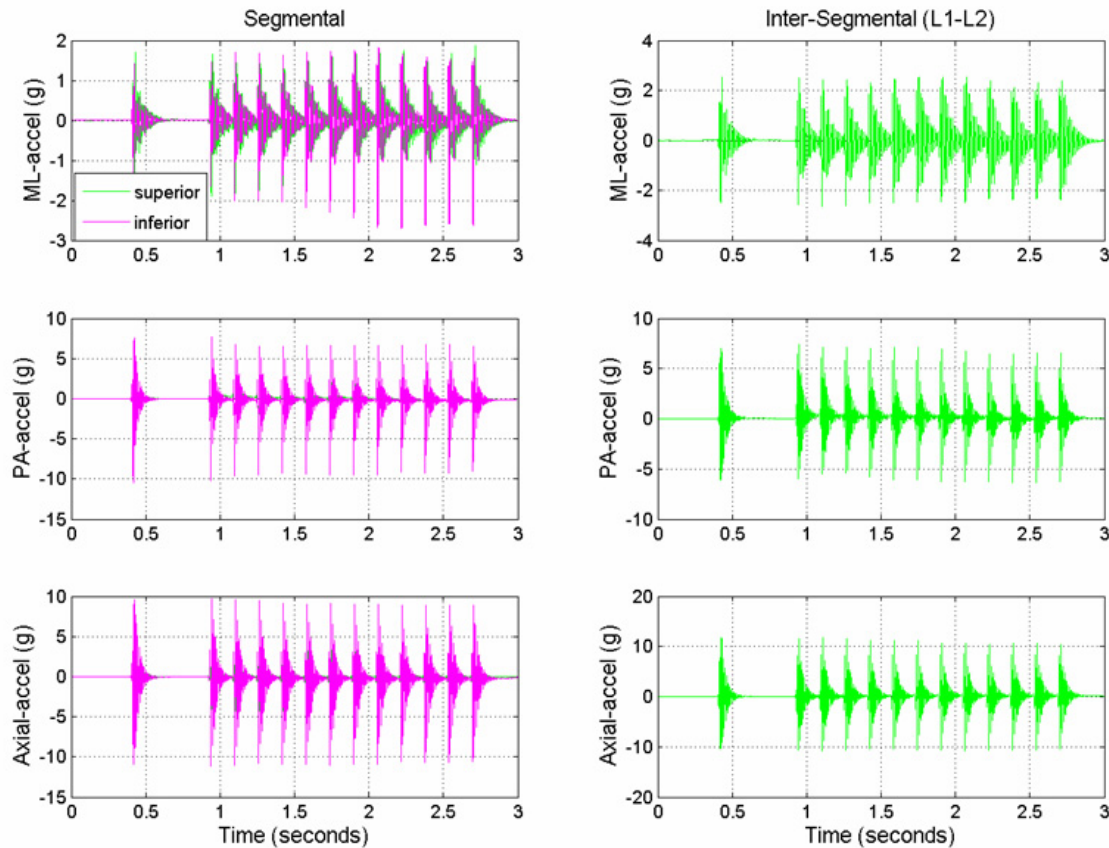 Segmental
ML-accel (g)
2
1
0
-1
-2
-3
superior
inferior
0 0.5 1 1.5 2 2.5 3
Inter-Segmental (L1-L2)
ML-accel (g)
4
2
0
-2
-4
0 0.5 1 1.5 2 2.5 3
PA-accel (g)
10
5
0
-5
-10
-15
0 0.5 1 1.5 2 2.5 3
PA-accel (g)
10
5
0
-5
-10
0 0.5 1 1.5 2 2.5 3
Axial-accel (g)
10
5
0
-5
-10
-15
0 0.5 1 1.5 2 2.5 3
Time (seconds)
Axial-accel (g)
20
10
0
-10
-20
0 0.5 1 1.5 2 2.5 3
Time (seconds)